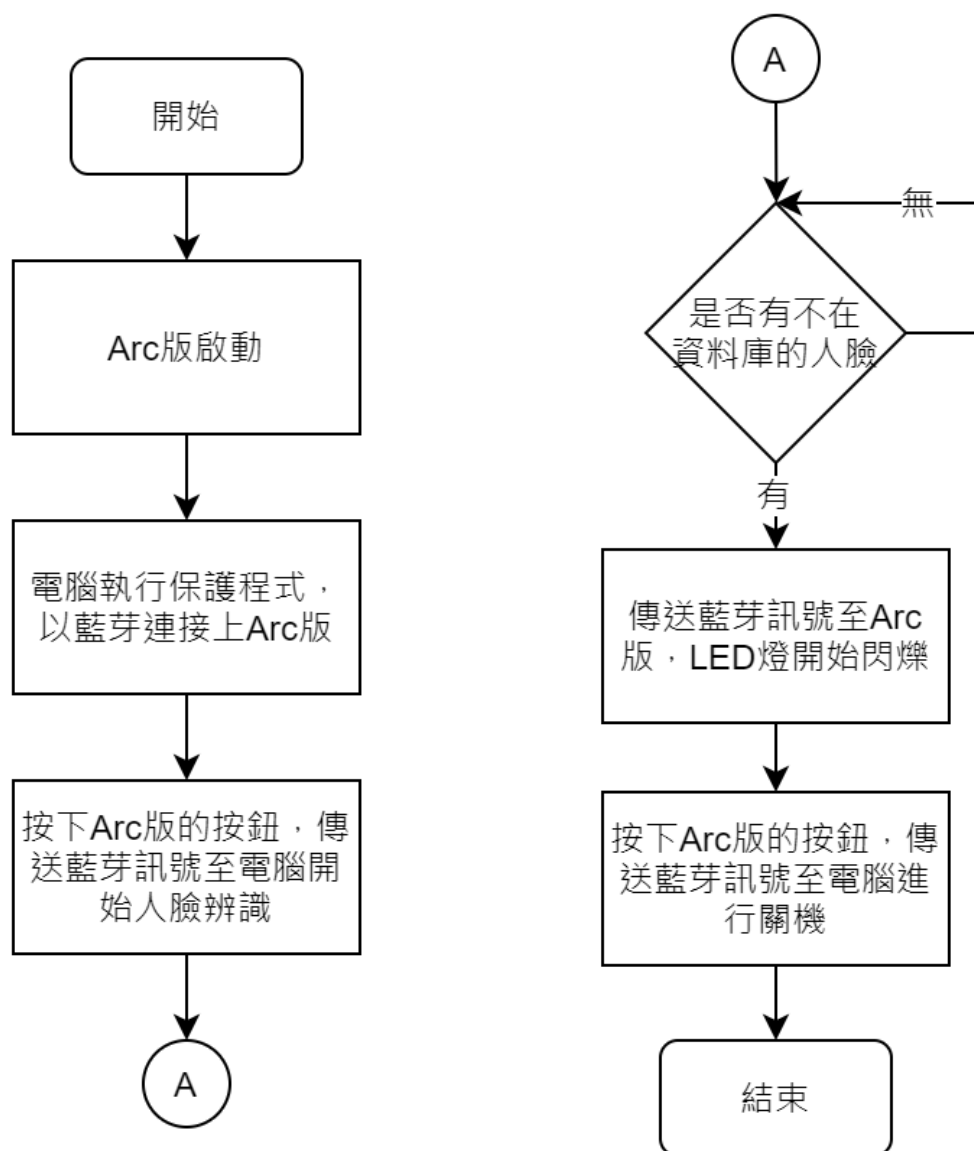 開始
Arc版啟動
電腦執行保護程式，
以藍芽連接上Arc版
按下Arc版的按鈕，傳
送藍芽訊號至電腦開
始人臉辨識
A
A
無
是否有不在
資料庫的人臉
有
傳送藍芽訊號至Arc
版，LED燈開始閃爍
按下Arc版的按鈕，傳
送藍芽訊號至電腦進
行關機
結束